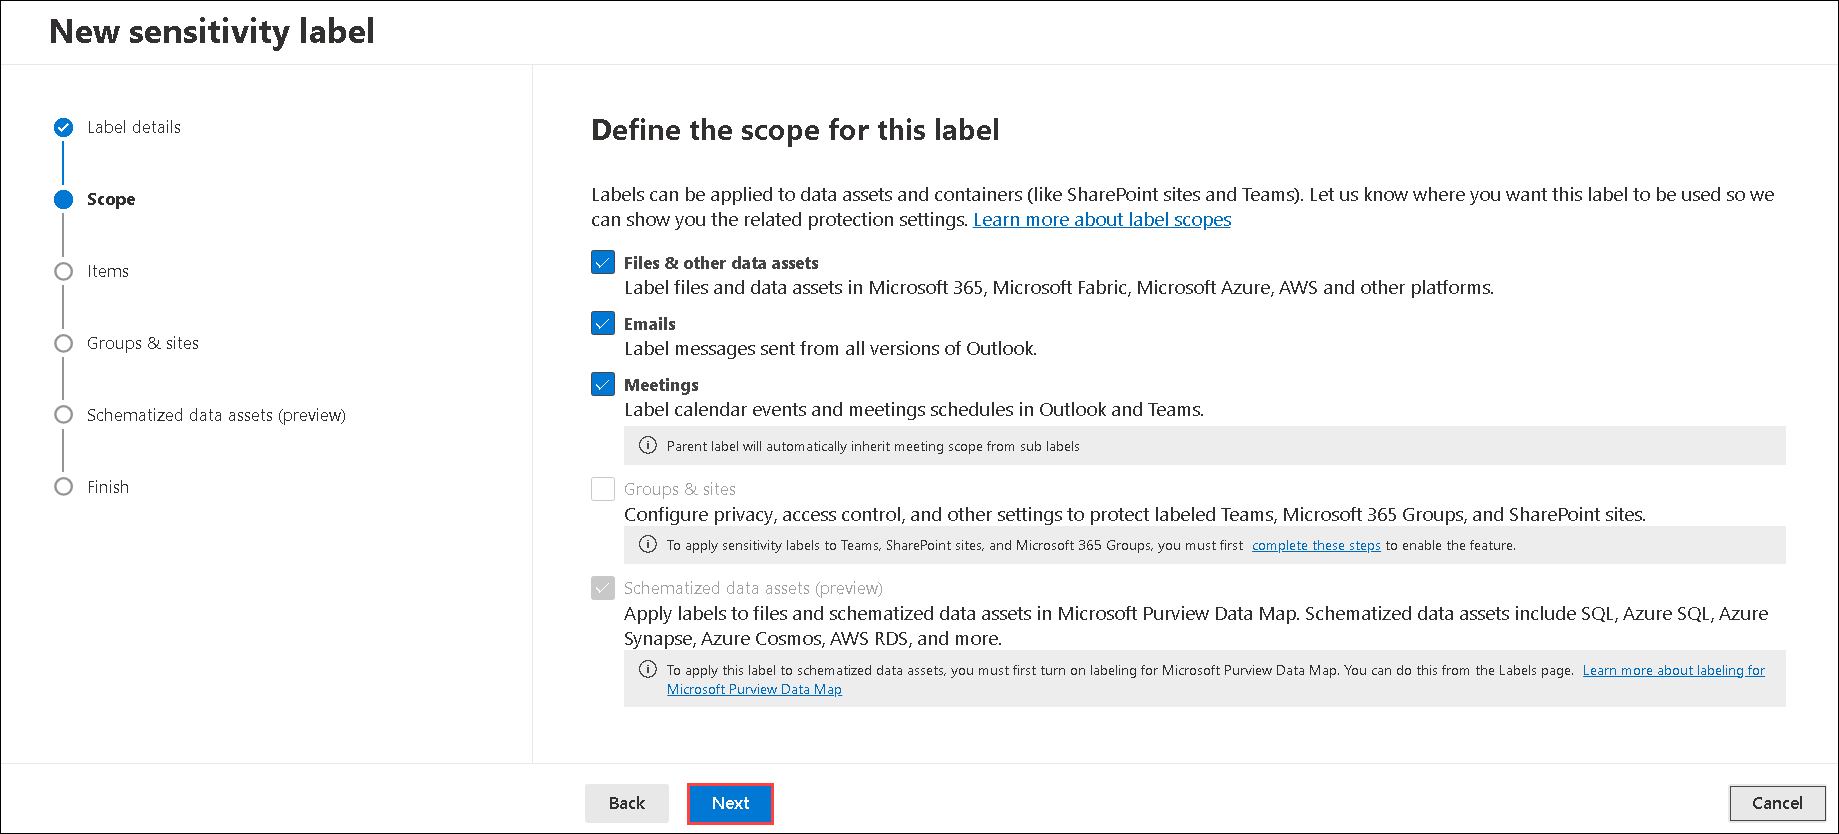 New sensitivity label
Label details
Scope
Items
Groups & sites
Schematized data assets (preview)
Finish
Define the scope for this label
Labels can be applied to data assets and containers (like SharePoint sites and Teams). Let us know where you want this label to be used so we
can show you the related protection settings. Learn more about label scopes
Files & other data assets
Label files and data assets in Microsoft 365, Microsoft Fabric, Microsoft Azure, AWS and other platforms.
Emails
Label messages sent from all versions of Outlook.
Meetings
Label calendar events and meetings schedules in Outlook and Teams.
Parent label will automatically inherit meeting scope from sub labels
Groups & sites
Configure privacy, access control, and other settings to protect labeled Teams, Microsoft 365 Groups, and SharePoint sites.
To apply sensitivity labels to Teams, SharePoint sites, and Microsoft 365 Groups, you must first complete these steps to enable the feature.
Schematized data assets (preview)
Apply labels to files and schematized data assets in Microsoft Purview Data Map. Schematized data assets include SQL, Azure SQL, Azure
Synapse, Azure Cosmos, AWS RDS, and more.
To apply this label to schematized data assets, you must first turn on labeling for Microsoft Purview Data Map. You can do this from the Labels page. Learn more about labeling for
Microsoft Purview Data Map
Back
Next
Cancel